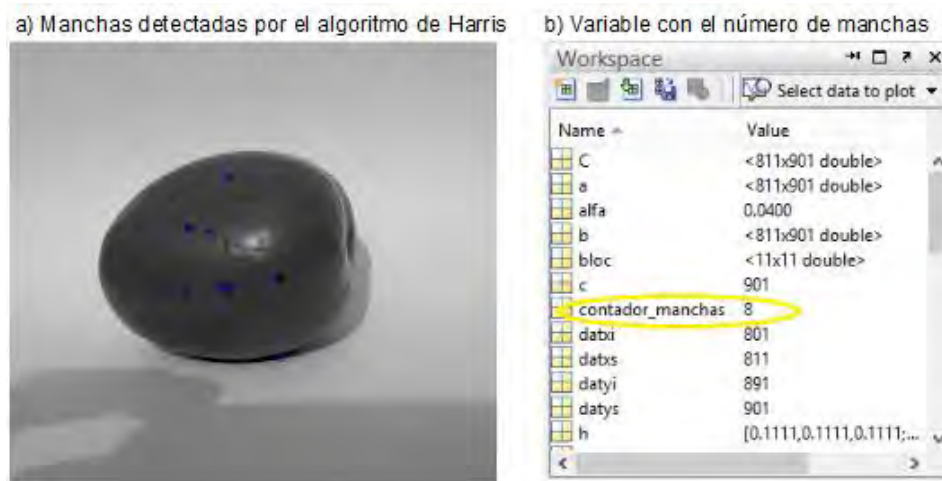 a) Manchas detectadas por el algoritmo de Harris
b) Variable con el número de manchas
Workspace
Select data to plot
Name Value
C <811x901 double>
a <811x901 double>
alfa 0.0400
b <811x901 double>
bloc <11x11 double>
c 901
contador_manchas 8
datxi 801
datxs 811
datyi 891
datys 901
h [0.1111,0.1111,0.1111;...